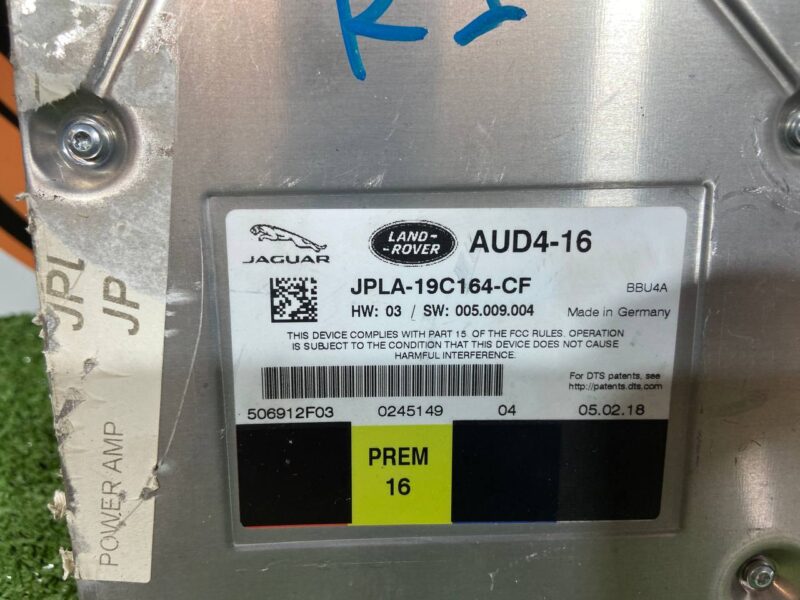 R I
JPL
JP
POWER AMP
JAGUAR
LAND-
-ROVER
AUD4-16
JPLA-19C164-CF
BBU4A
HW: 03 / SW: 005.009.004
Made in Germany
THIS DEVICE COMPLIES WITH PART 15 OF THE FCC RULES. OPERATION
IS SUBJECT TO THE CONDITION THAT THIS DEVICE DOES NOT CAUSE
HARMFUL INTERFERENCE.
For DTS patents, see
http://patents.dts.com
506912F03 0245149 04 05.02.18
PREM
16